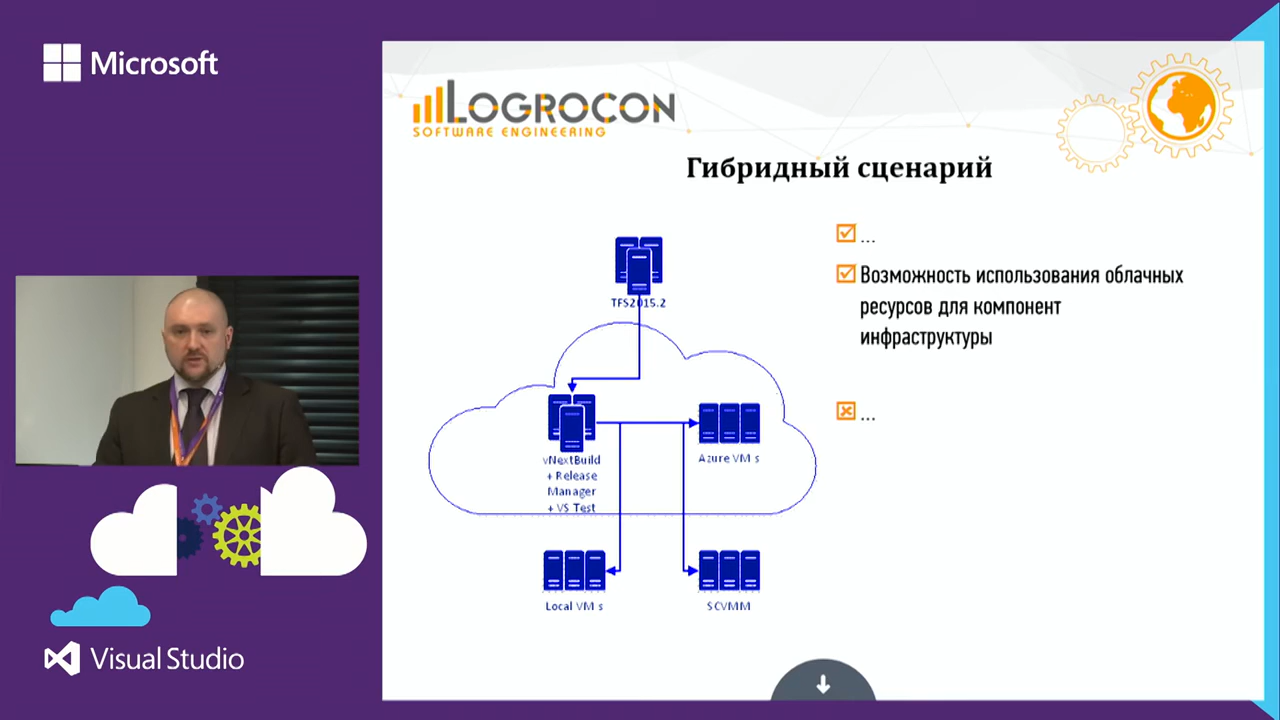 Microsoft
LOGROCON
SOFTWARE ENGINEERING
Гибридный сценарий
TFS2015.2
vNextBuild
+ Release
Manager
+ VS Test
Azure VM s
Local VM s
SCVMM
...
Возможность использования облачных
ресурсов для компонент
инфраструктуры
...
Visual Studio